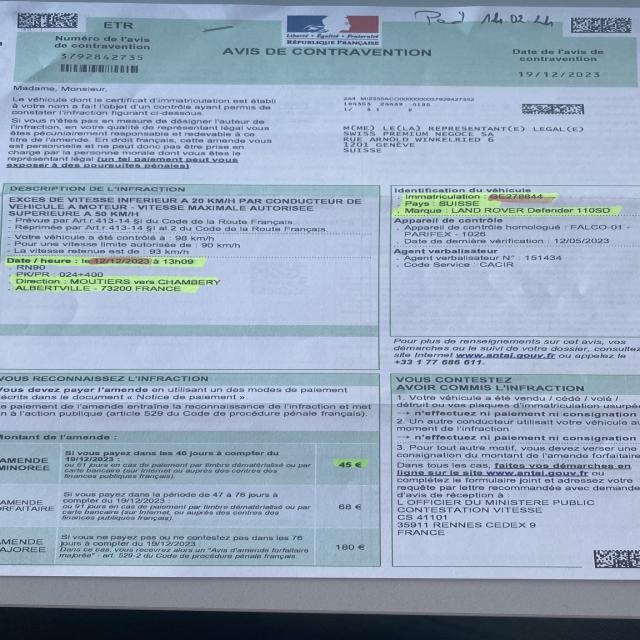 ETR
Numéro de l'avis
de contravention
3792842735
Liberté • Égalité • Fraternité
RÉPUBLIQUE FRANÇAISE
AVIS DE CONTRAVENTION
14.02.24
Date de l'avis de
contravention
19/12/2023
Madame, Monsieur,
Le véhicule dont le certificat d'immatriculation est établi
à votre nom a fait l'objet d'un contrôle ayant permis de
constater l'infraction figurant ci-dessous.
Si vous n'êtes pas en mesure de désigner l'auteur de
l'infraction, en votre qualité de représentant légal vous
êtes pécuniairement responsable et redevable à ce
titre de l'amende. En droit français, cette amende vous
est personnelle et ne peut donc pas être prise en
charge par la personne morale dont vous êtes le
représentant légal (un tel paiement peut vous
exposer à des poursuites pénales).
M(ME) LE(LA) REPRESENTANT(E) LEGAL(E)
SWISS PREMIUM NEGOCE SA
RUE ARNOLD WINKELRIED 6
1201 GENEVE
SUISSE
DESCRIPTION DE L'INFRACTION
EXCES DE VITESSE INFERIEUR A 20 KM/H PAR CONDUCTEUR DE
VEHICULE A MOTEUR - VITESSE MAXIMALE AUTORISEE
SUPERIEURE A 50 KM/H
- Prévue par Art.r.413-14 §I du Code de la Route Français.
- Réprimée par Art.r.413-14 §I al.2 du Code de la Route Français.
- Votre véhicule a été contrôlé à : 98 km/h
- Pour une vitesse limitée autorisée de : 90 km/h
- La vitesse retenue est de : 93 km/h
Date / heure : le 12/12/2023 à 13h09
- RN90
- PK/PR : 024+400
- Direction : MOUTIERS vers CHAMBERY
- ALBERTVILLE - 73200 FRANCE
Identification du véhicule
- Immatriculation : GE278844
- Pays : SUISSE
- Marque : LAND ROVER Defender 110SD
Appareil de contrôle
- Appareil de contrôle homologué : FALCO-01 -
PARIFEX - 1026
- Date de dernière vérification : 12/05/2023
Agent verbalisateur
- Agent verbalisateur N° : 151434
- Code Service : CACIR
Pour plus de renseignements sur cet avis, vos
démarches ou le suivi de votre dossier, consultez
site Internet www.antai.gouv.fr ou appelez le
+33 1 77 686 611.
VOUS RECONNAISSEZ L'INFRACTION
Vous devez payer l'amende en utilisant un des modes de paiement
décrits dans le document « Notice de paiement ».
Le paiement de l'amende entraîne la reconnaissance de l'infraction et met
fin à l'action publique (article 529 du Code de procédure pénale français).
Montant de l'amende :
AMENDE
MINORÉE
Si vous payez dans les 46 jours à compter du
19/12/2023 :
ou 61 jours en cas de paiement par timbre dématérialisé ou par
carte bancaire (sur Internet ou auprès des centres des
finances publiques français).
45 €
AMENDE
FORFAITAIRE
Si vous payez dans la période de 47 à 76 jours à
compter du 19/12/2023 :
ou 91 jours en cas de paiement par timbre dématérialisé ou par
carte bancaire (sur Internet, ou auprès des centres des
finances publiques français).
68 €
AMENDE
MAJORÉE
Si vous ne payez pas ou ne contestez pas dans les 76
jours à compter du 19/12/2023 :
Dans ce cas, vous recevrez alors un "Avis d'amende forfaitaire
majorée" - art. 529-2 du Code de procédure français).
180 €
VOUS CONTESTEZ
AVOIR COMMIS L'INFRACTION
1. Votre véhicule a été vendu / cédé / volé /
détruit ou vos plaques d'immatriculation usurpées
→ n'effectuez ni paiement ni consignation
2. Un autre conducteur utilisait votre véhicule au
moment de l'infraction
→ n'effectuez ni paiement ni consignation
3. Pour tout autre motif, vous devez verser une
consignation du montant de l'amende forfaitaire
Dans tous les cas, faites vos démarches en
ligne sur le site www.antai.gouv.fr ou
complétez le formulaire joint et adressez votre
requête par lettre recommandée avec demande
d'avis de réception à :
L OFFICIER DU MINISTERE PUBLIC
CONTESTATION VITESSE
CS 41101
35911 RENNES CEDEX 9
FRANCE